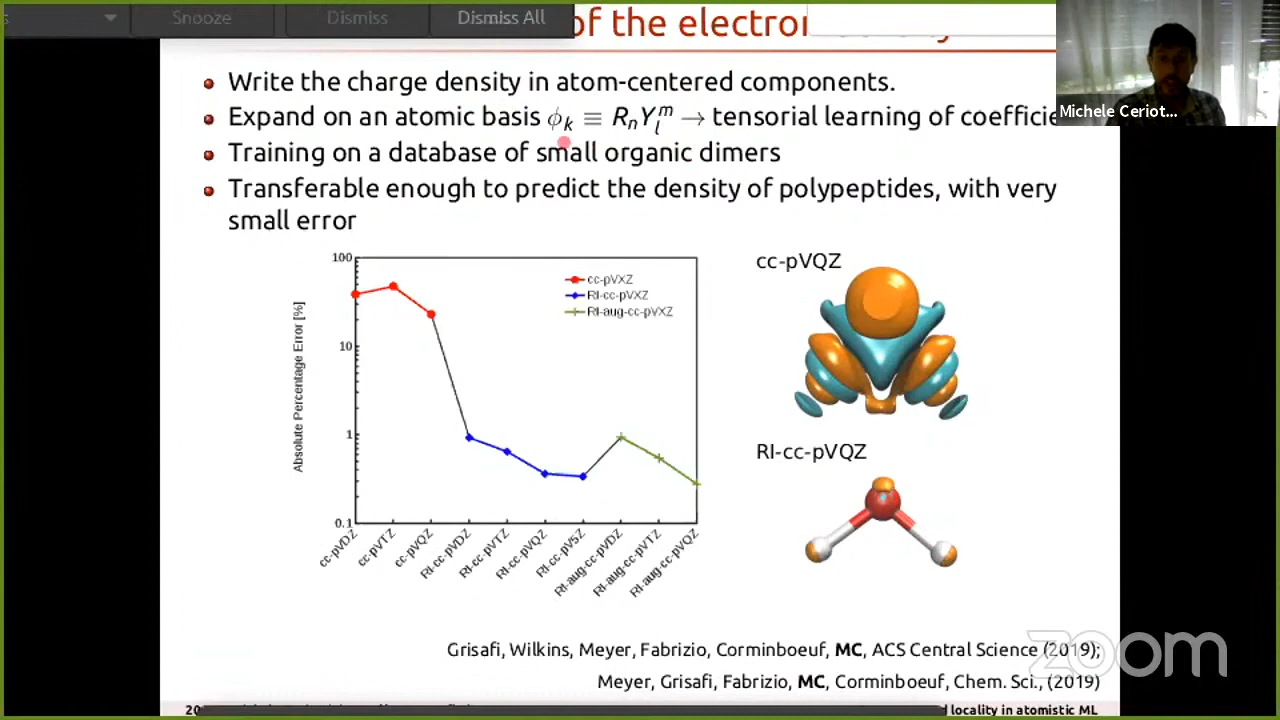 Snooze Dismiss Dismiss All
of the electron
Write the charge density in atom-centered components.
Expand on an atomic basis ϕₖ ≡ RₙYₗᵐ → tensorial learning of coefficie
Training on a database of small organic dimers
Transferable enough to predict the density of polypeptides, with very
small error
Michele Ceriot...
100
10
1
0.1
Absolute Percentage Error [%]
cc-pVXZ
RI-cc-pVXZ
RI-aug-cc-pVXZ
cc-pVDZ
cc-pVTZ
cc-pVQZ
RI-cc-pVDZ
RI-cc-pVTZ
RI-cc-pVQZ
RI-cc-pV5Z
RI-aug-cc-pVDZ
RI-aug-cc-pVTZ
RI-aug-cc-pVQZ
cc-pVQZ
RI-cc-pVQZ
Grisafi, Wilkins, Meyer, Fabrizio, Corminboeuf, MC, ACS Central Science (2019);
Meyer, Grisafi, Fabrizio, MC, Corminboeuf, Chem. Sci., (2019)
zoom
20 locality in atomistic ML